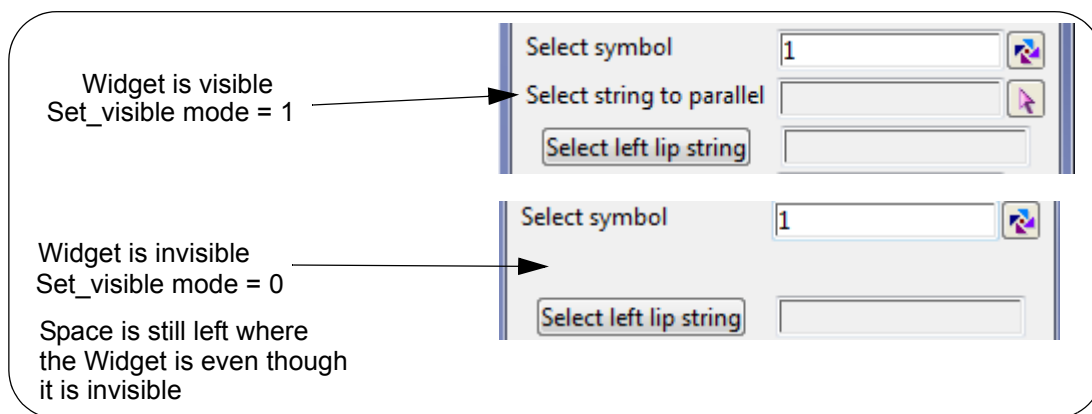 Widget is visible
Set_visible mode = 1
Select symbol
1
Select string to parallel
Select left lip string
Widget is invisible
Set_visible mode = 0
Space is still left where
the Widget is even though
it is invisible
Select symbol
1
Select left lip string